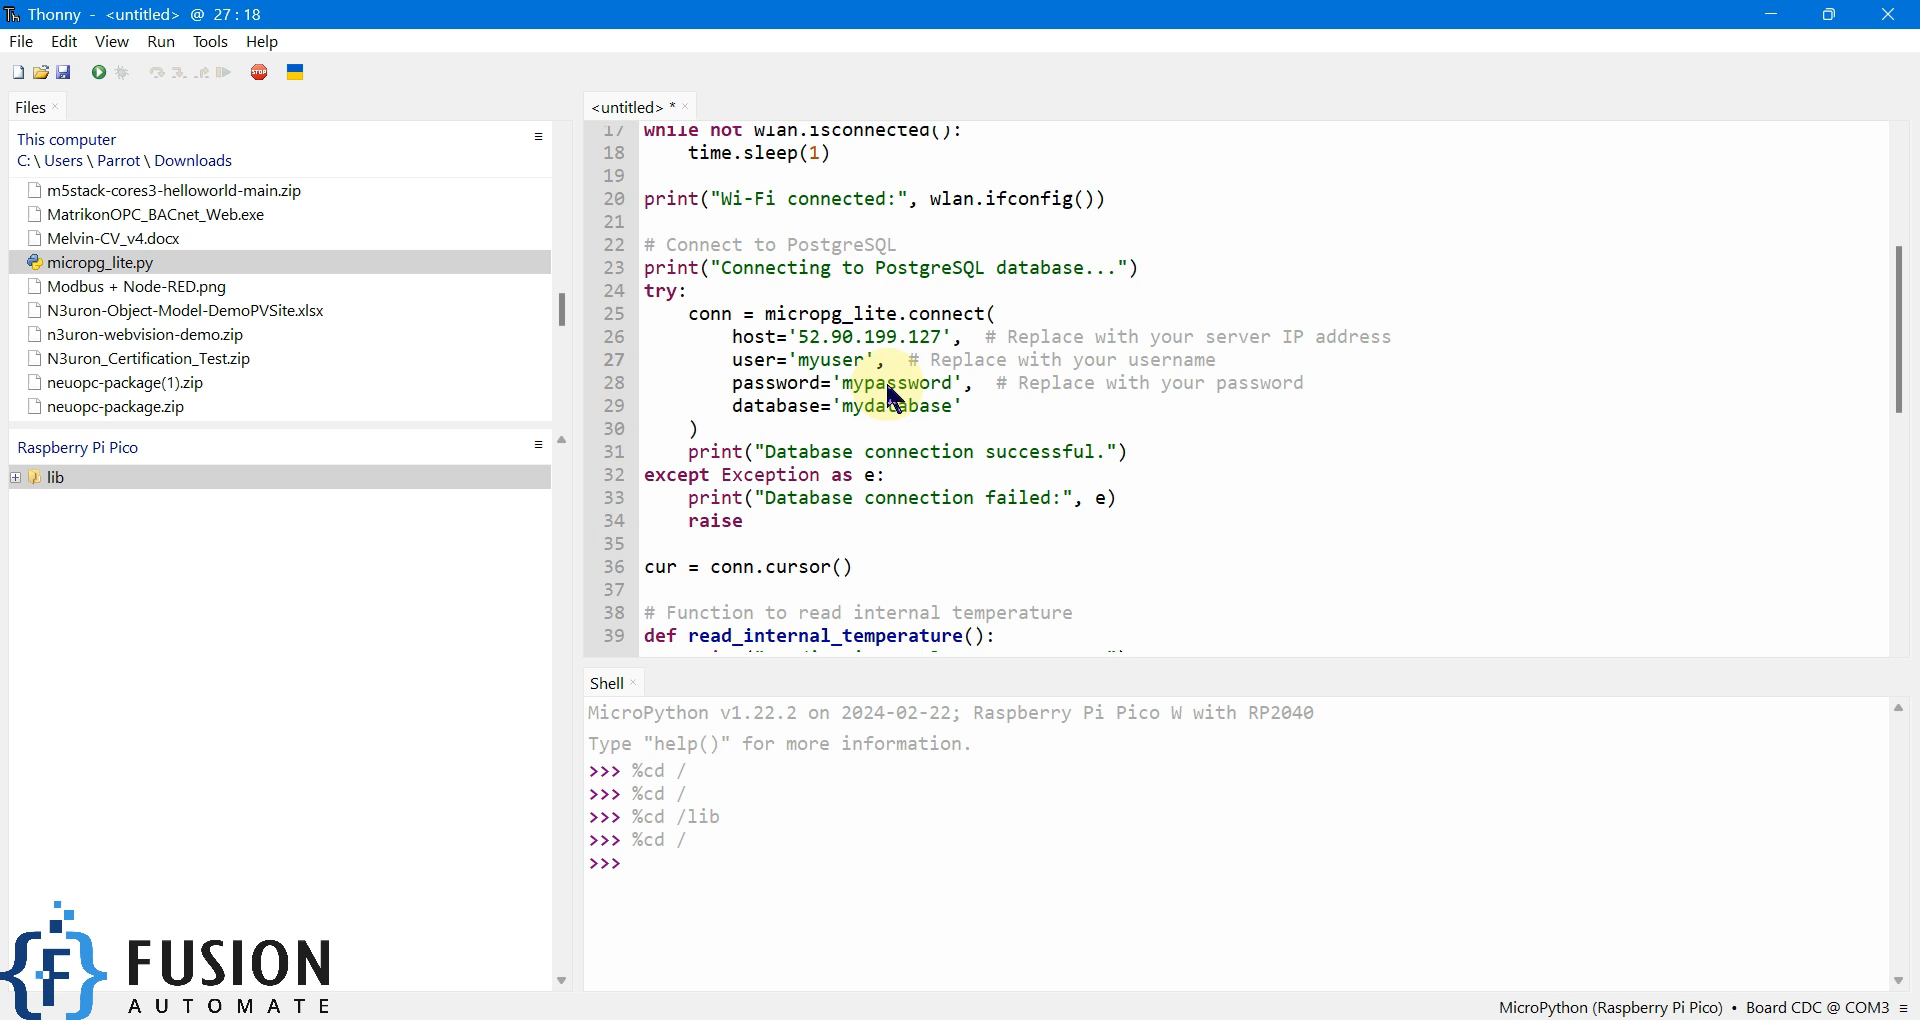 Th Thonny - <untitled> @ 27 : 18
File Edit View Run Tools Help
STOP
Files ×
This computer
C: \ Users \ Parrot \ Downloads
m5stack-cores3-helloworld-main.zip
MatrikonOPC_BACnet_Web.exe
Melvin-CV_v4.docx
micropg_lite.py
Modbus + Node-RED.png
N3uron-Object-Model-DemoPVSite.xlsx
n3uron-webvision-demo.zip
N3uron_Certification_Test.zip
neuopc-package(1).zip
neuopc-package.zip
Raspberry Pi Pico
lib
<untitled> * ×
17 while not wlan.isconnected():
18 time.sleep(1)
19
20 print("Wi-Fi connected:", wlan.ifconfig())
21
22 # Connect to PostgreSQL
23 print("Connecting to PostgreSQL database...")
24 try:
25 conn = micropg_lite.connect(
26 host='52.90.199.127', # Replace with your server IP address
27 user='myuser', # Replace with your username
28 password='mypassword', # Replace with your password
29 database='mydatabase'
30 )
31 print("Database connection successful.")
32 except Exception as e:
33 print("Database connection failed:", e)
34 raise
35
36 cur = conn.cursor()
37
38 # Function to read internal temperature
39 def read_internal_temperature():
Shell ×
MicroPython v1.22.2 on 2024-02-22; Raspberry Pi Pico W with RP2040
Type "help()" for more information.
>>> %cd /
>>> %cd /
>>> %cd /lib
>>> %cd /
>>>
FUSION
AUTOMATE
MicroPython (Raspberry Pi Pico) • Board CDC @ COM3 ≡